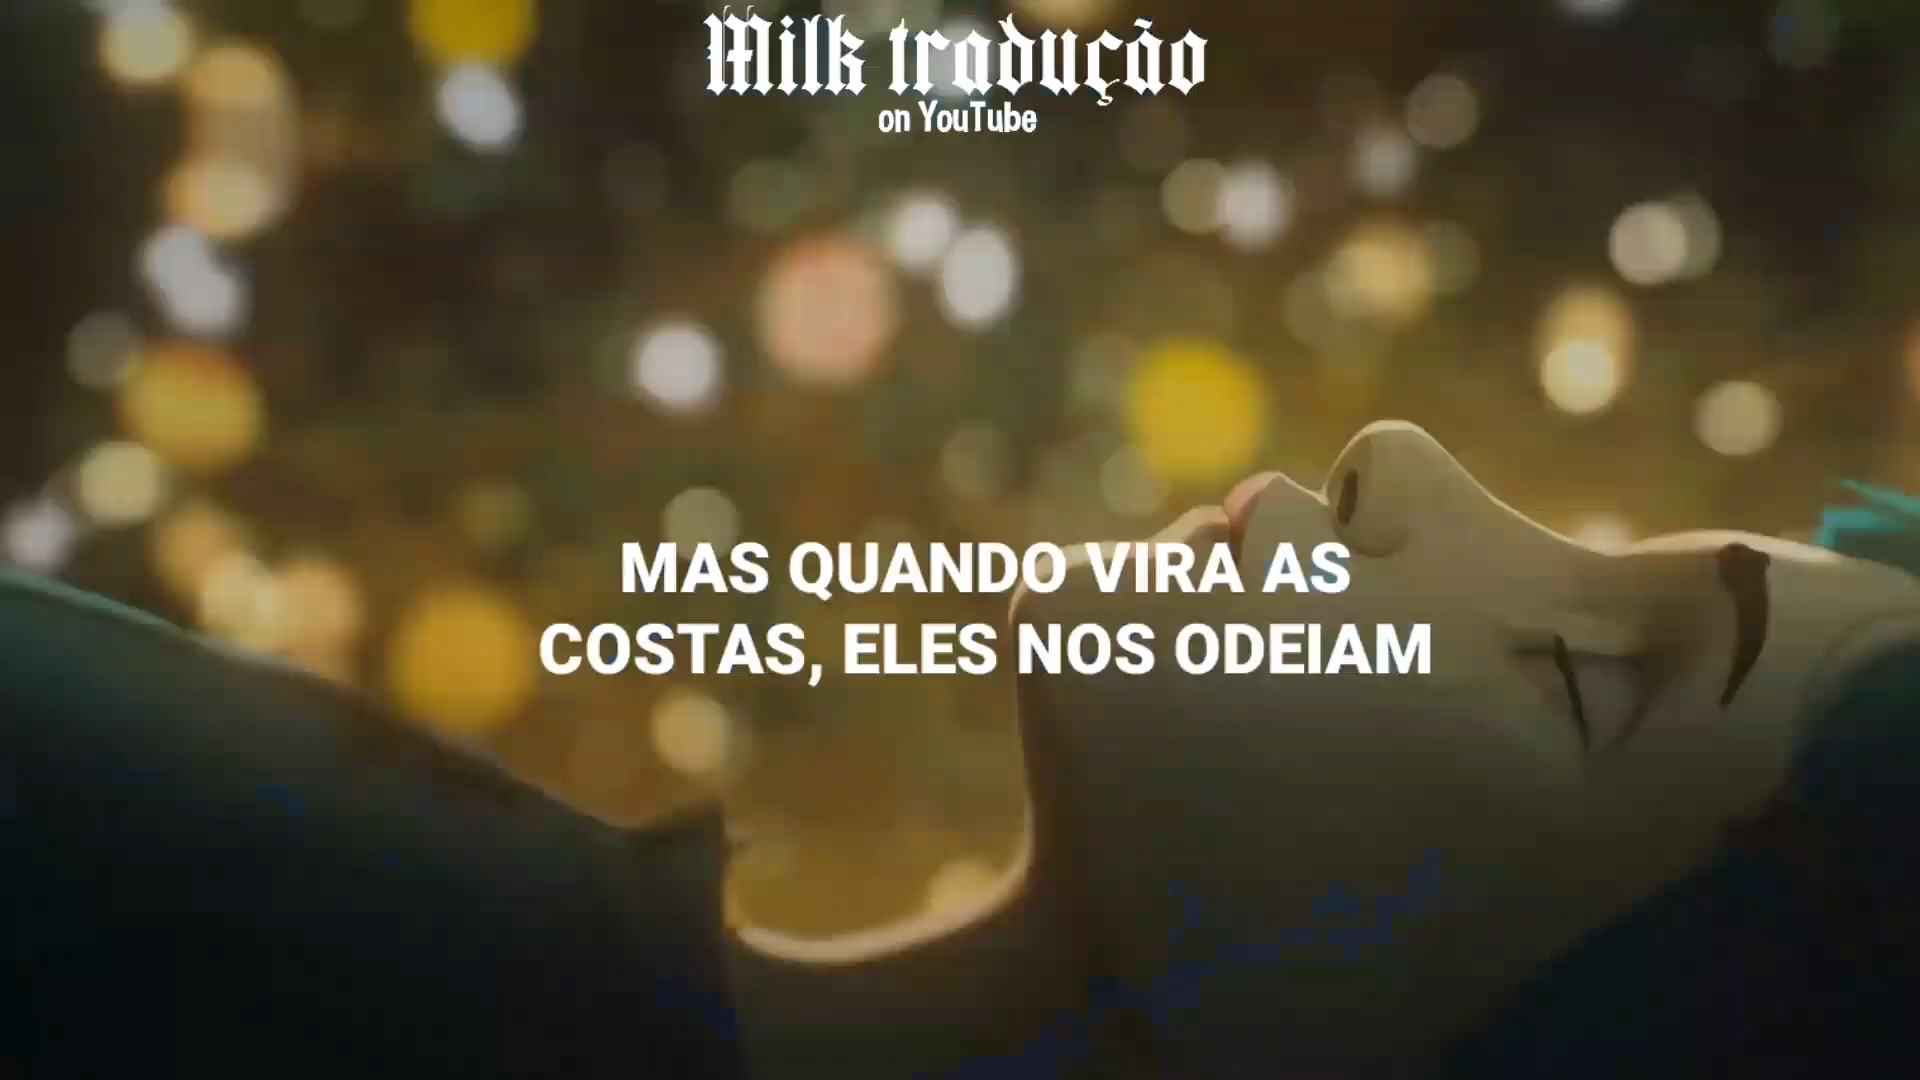 Milk tradução
on YouTube
MAS QUANDO VIRA AS
COSTAS, ELES NOS ODEIAM